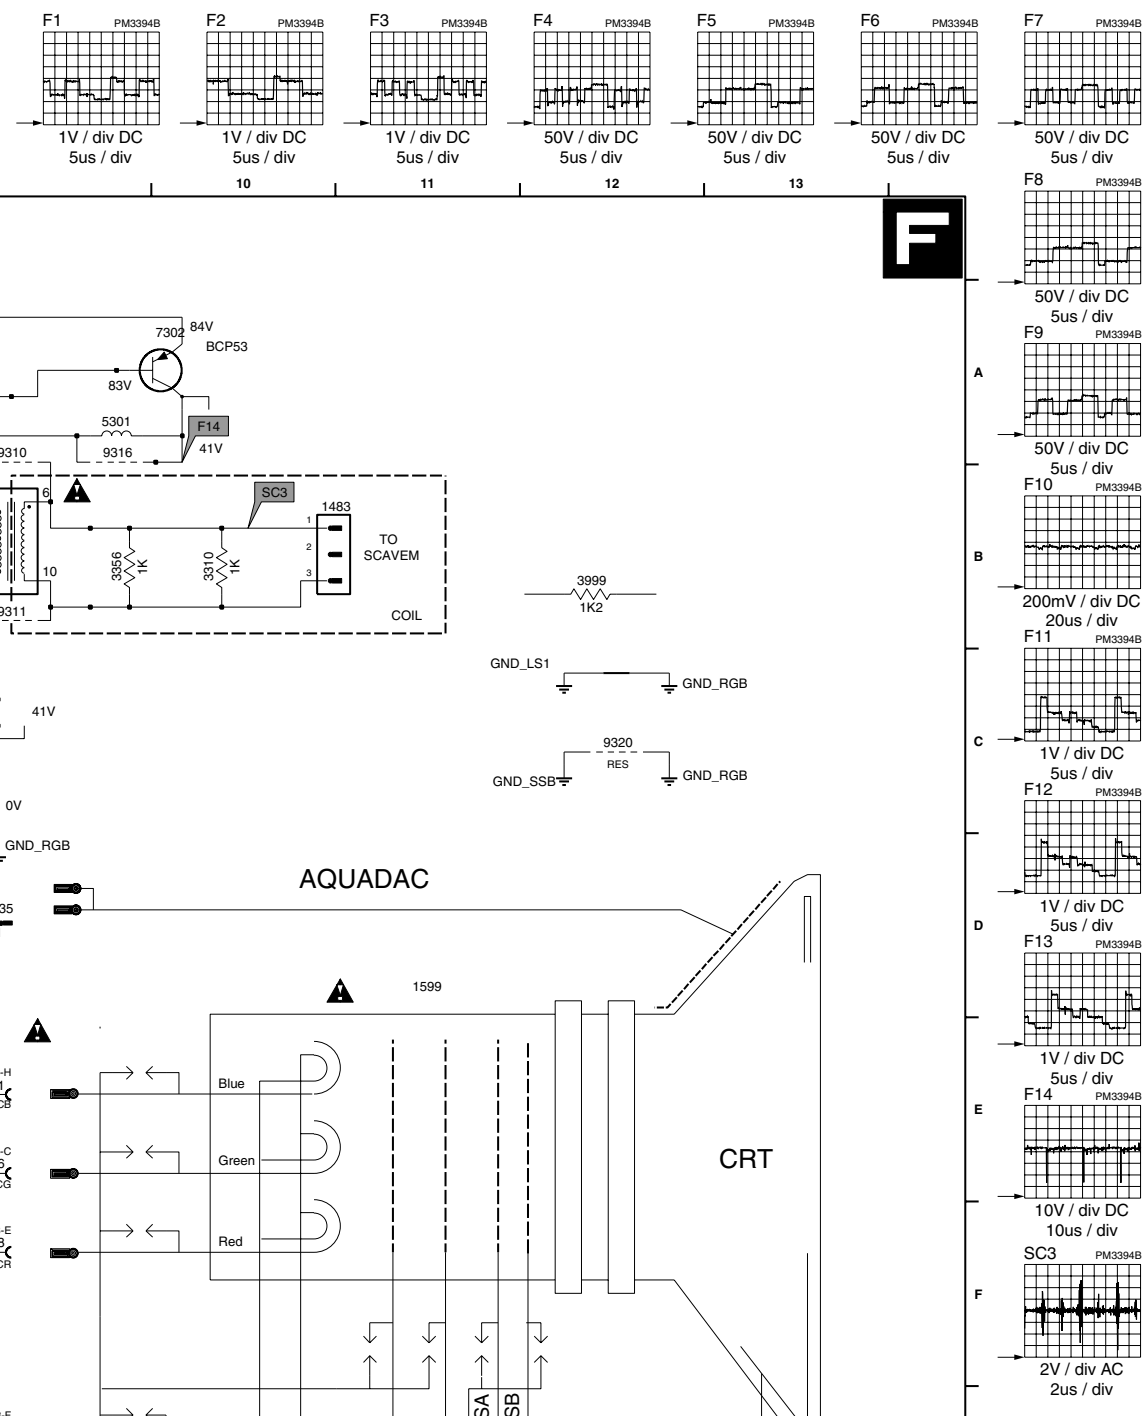 F1 PM3394B
F2 PM3394B
F3 PM3394B
F4 PM3394B
F5 PM3394B
F6 PM3394B
F7 PM3394B
1V / div DC
5us / div
1V / div DC
5us / div
1V / div DC
5us / div
50V / div DC
5us / div
50V / div DC
5us / div
50V / div DC
5us / div
50V / div DC
5us / div
10
11
12
13
F
F8 PM3394B
50V / div DC
5us / div
F9 PM3394B
50V / div DC
5us / div
F10 PM3394B
200mV / div DC
20us / div
F11 PM3394B
1V / div DC
5us / div
F12 PM3394B
1V / div DC
5us / div
F13 PM3394B
1V / div DC
5us / div
F14 PM3394B
10V / div DC
10us / div
SC3 PM3394B
2V / div AC
2us / div
A
B
C
D
E
F
7302
84V
BCP53
83V
5301
F14
9316
41V
9310
6
SC3
1483
1
2
3
TO
SCAVEM
3356
1K
3310
1K
10
COIL
9311
3999
1K2
GND_LS1
GND_RGB
41V
9320
RES
GND_SSB
GND_RGB
0V
GND_RGB
AQUADAC
35
1599
-H
1
CB
Blue
-C
6
CG
Green
-E
8
CR
Red
CRT
SA
SB